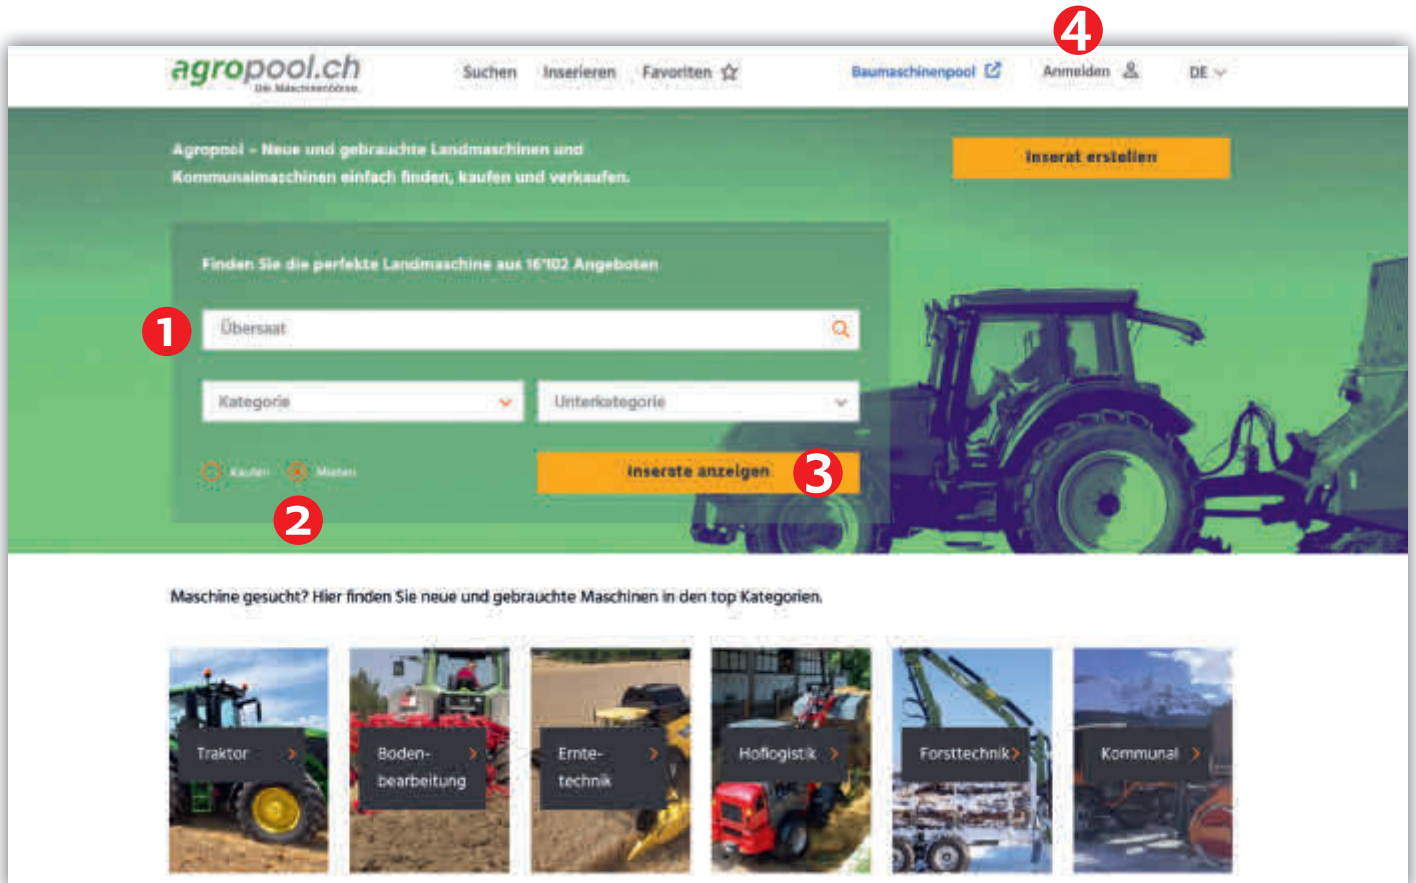 4
agropool.ch
Die Maschinenbörse.
Suchen Inserieren Favoriten Baumaschinenpool Anmelden DE
Agropool – Neue und gebrauchte Landmaschinen und
Kommunalmaschinen einfach finden, kaufen und verkaufen.
Inserat erstellen
Finden Sie die perfekte Landmaschine aus 16'102 Angeboten
1
Übersaat
Kategorie Unterkategorie
Kaufen Mieten
Inserate anzeigen 3
2
Maschine gesucht? Hier finden Sie neue und gebrauchte Maschinen in den top Kategorien.
Traktor
Boden-
bearbeitung
Ernte-
technik
Hoflogistik
Forsttechnik
Kommunal